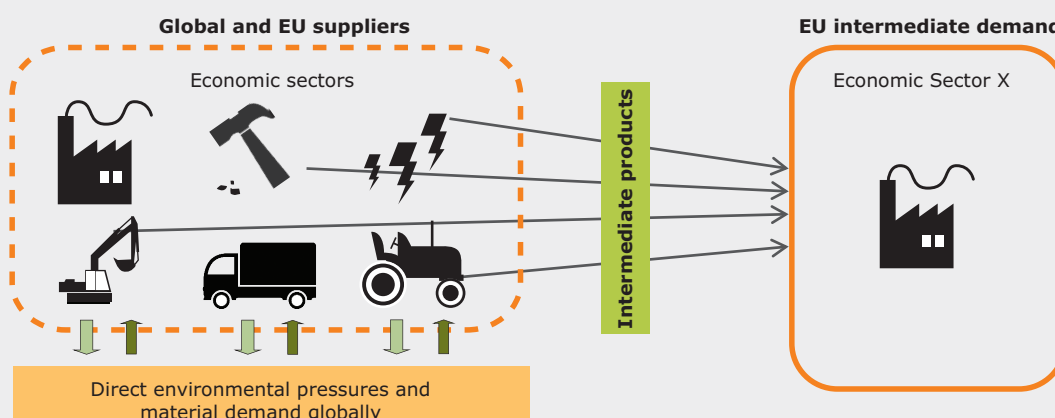 Global and EU suppliers
EU intermediate demand
Economic sectors
Economic Sector X
Intermediate products
Direct environmental pressures and
material demand globally